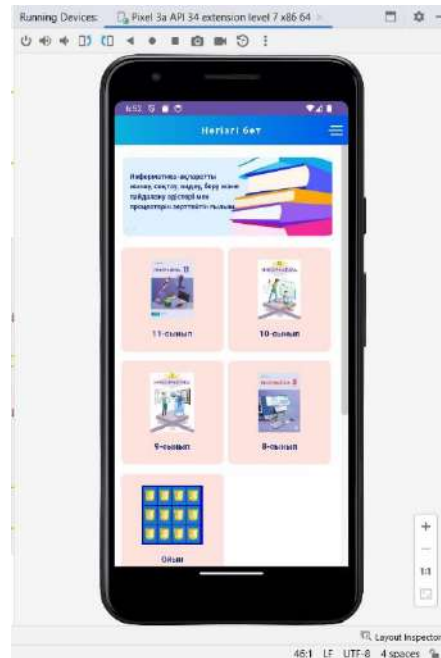 Running Devices: Pixel 3a API 34 extension level 7 x86 64
Негізгі бет
Информатика-ақпаратты
жинау, сақтау, өңдеу, беру және
пайдалану әдістері мен
процестерін зерттейтін ғылым.
11-сынып
10-сынып
9-сынып
8-сынып
Ойын
1:1
Layout Inspector
46:1 LF UTF-8 4 spaces